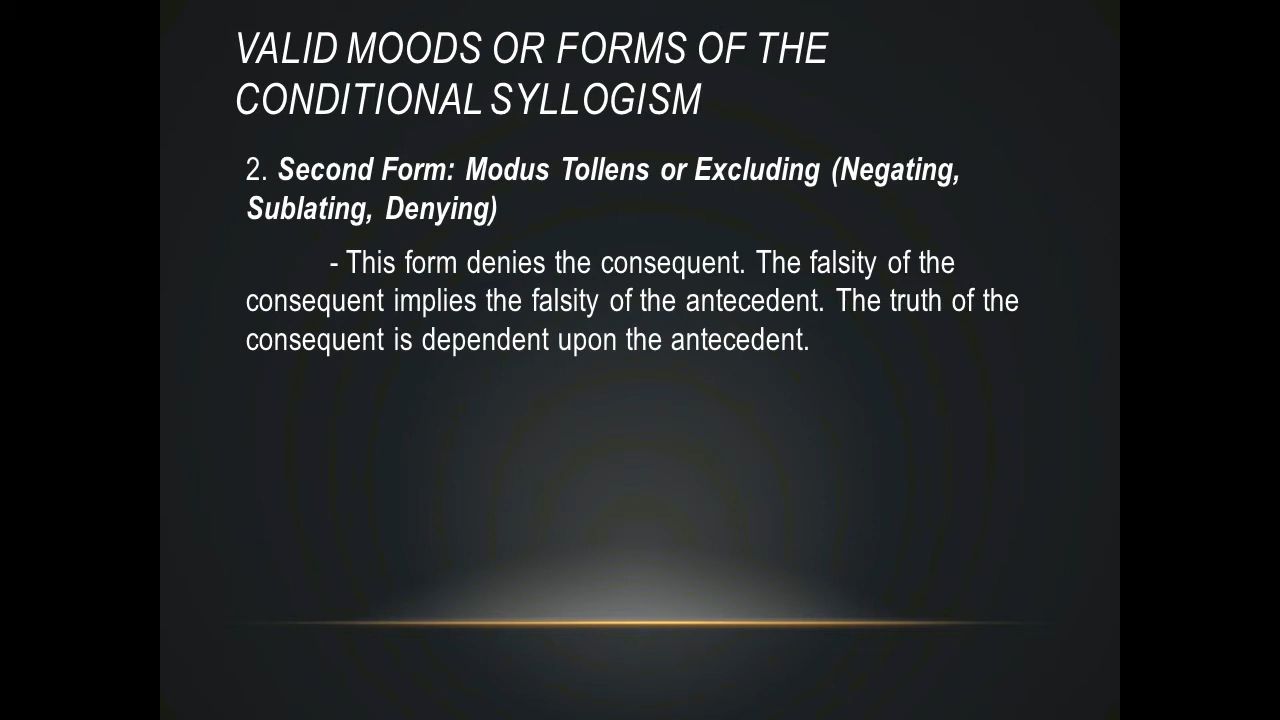 VALID MOODS OR FORMS OF THE
CONDITIONAL SYLLOGISM
2. Second Form: Modus Tollens or Excluding (Negating,
Sublating, Denying)
- This form denies the consequent. The falsity of the
consequent implies the falsity of the antecedent. The truth of the
consequent is dependent upon the antecedent.